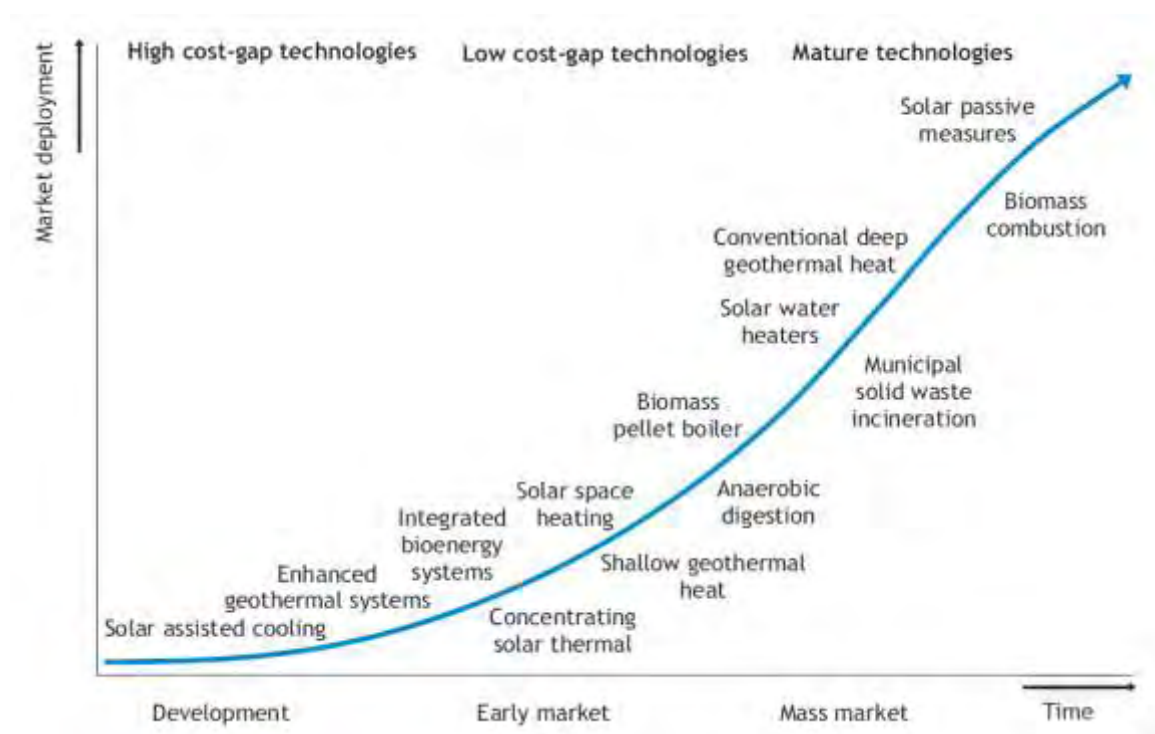 High cost-gap technologies
Low cost-gap technologies
Mature technologies
Market deployment
Solar passive
measures
Biomass
combustion
Conventional deep
geothermal heat
Solar water
heaters
Municipal
solid waste
incineration
Biomass
pellet boiler
Anaerobic
digestion
Solar space
heating
Integrated
bioenergy
systems
Shallow geothermal
heat
Enhanced
geothermal systems
Concentrating
solar thermal
Solar assisted cooling
Development
Early market
Mass market
Time